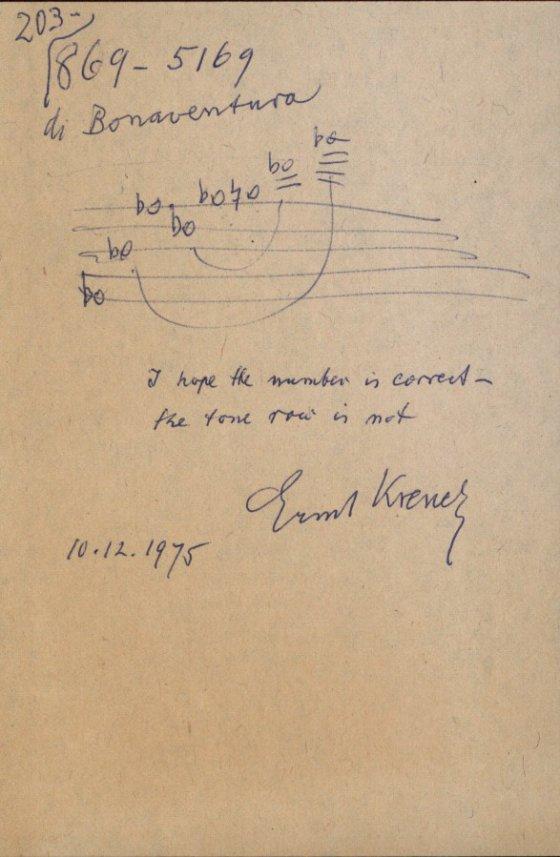 203-
869-5169
di Bonaventura
I hope the number is correct -
the tone row is not
Ernst Krenek
10.12.1975